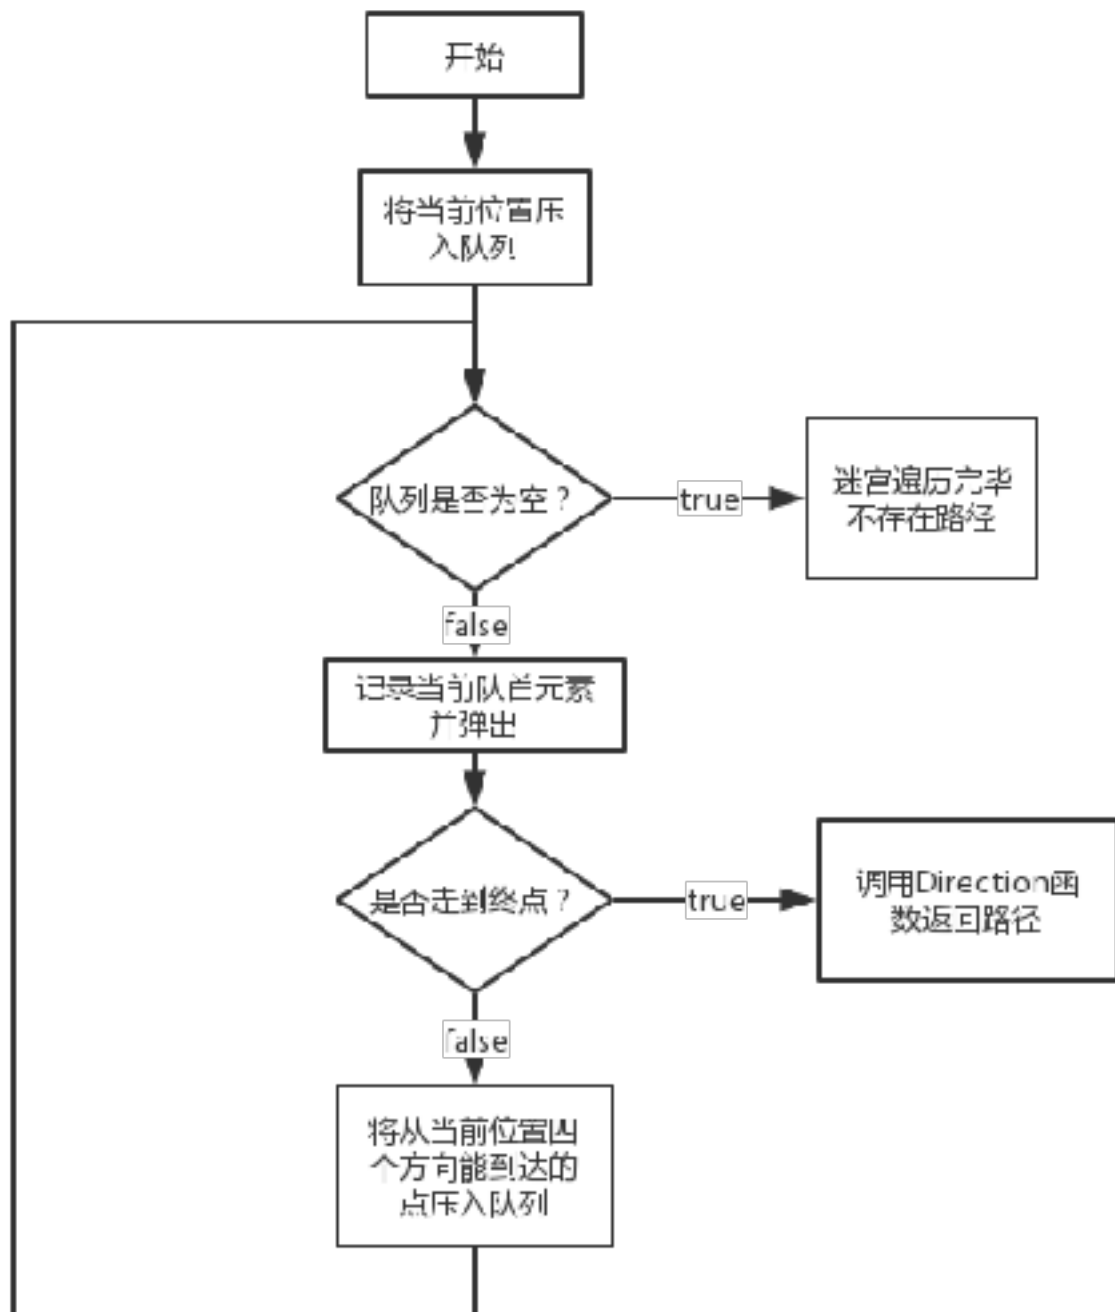 开始
将当前位置压
入队列
队列是否为空？
true
迷宫遍历完毕
不存在路径
false
记录当前队首元素
并弹出
是否走到终点？
true
调用Direction函
数返回路径
false
将从当前位置四
个方向能到达的
点压入队列